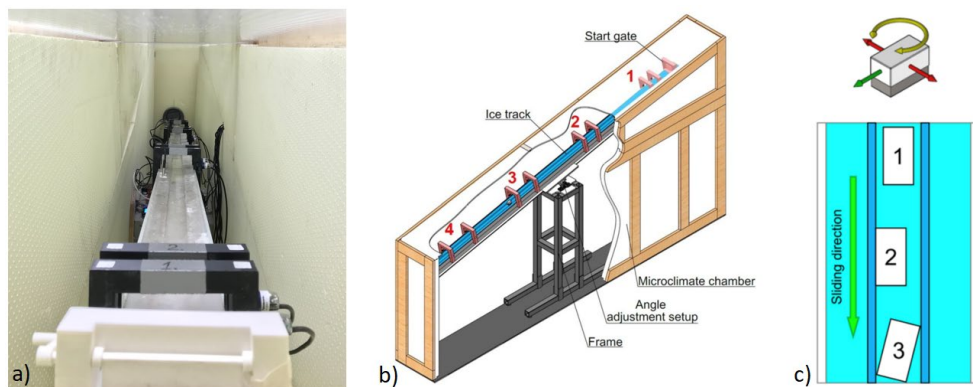 2
1
a)
Start gate
1
Ice track
2
3
4
Microclimate chamber
Angle
adjustment setup
Frame
b)
Sliding direction
1
2
3
c)